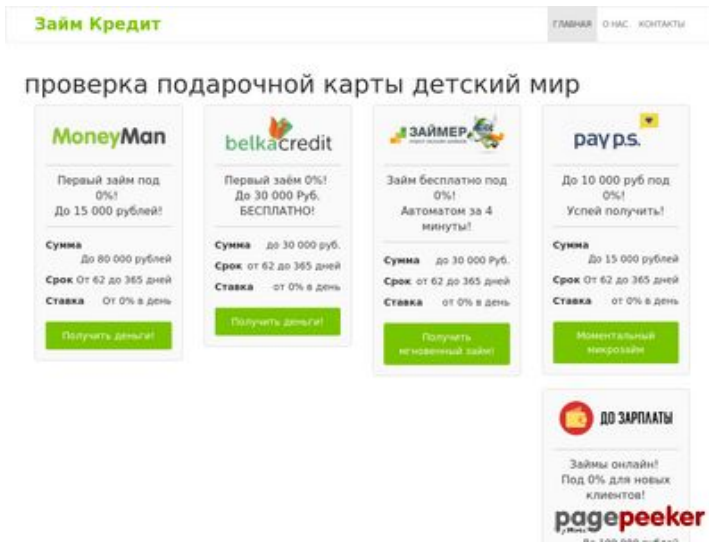 Займ Кредит
ГЛАВНАЯ О НАС КОНТАКТЫ
проверка подарочной карты детский мир
MoneyMan
Первый займ под
0%!
До 15 000 рублей!
Сумма
До 80 000 рублей
Срок От 62 до 365 дней
Ставка От 0% в день
Получить деньги!
belkacredit
Первый заём 0%!
До 30 000 Руб.
БЕСПЛАТНО!
Сумма до 30 000 руб.
Срок от 62 до 365 дней
Ставка от 0% в день
Получить деньги!
ЗАЙМЕР
Займ бесплатно под
0%!
Автоматом за 4
минуты!
Сумма до 30 000 Руб.
Срок от 62 до 365 дней
Ставка от 0% в день
Получить
мгновенный займ!
pay p.s.
До 10 000 руб под
0%!
Успей получить!
Сумма
До 15 000 рублей
Срок От 62 до 365 дней
Ставка От 0% в день
Моментальный
микрозайм
ДО ЗАРПЛАТЫ
Займы онлайн!
Под 0% для новых
клиентов!
pagepeeker
До 100 000 рублей